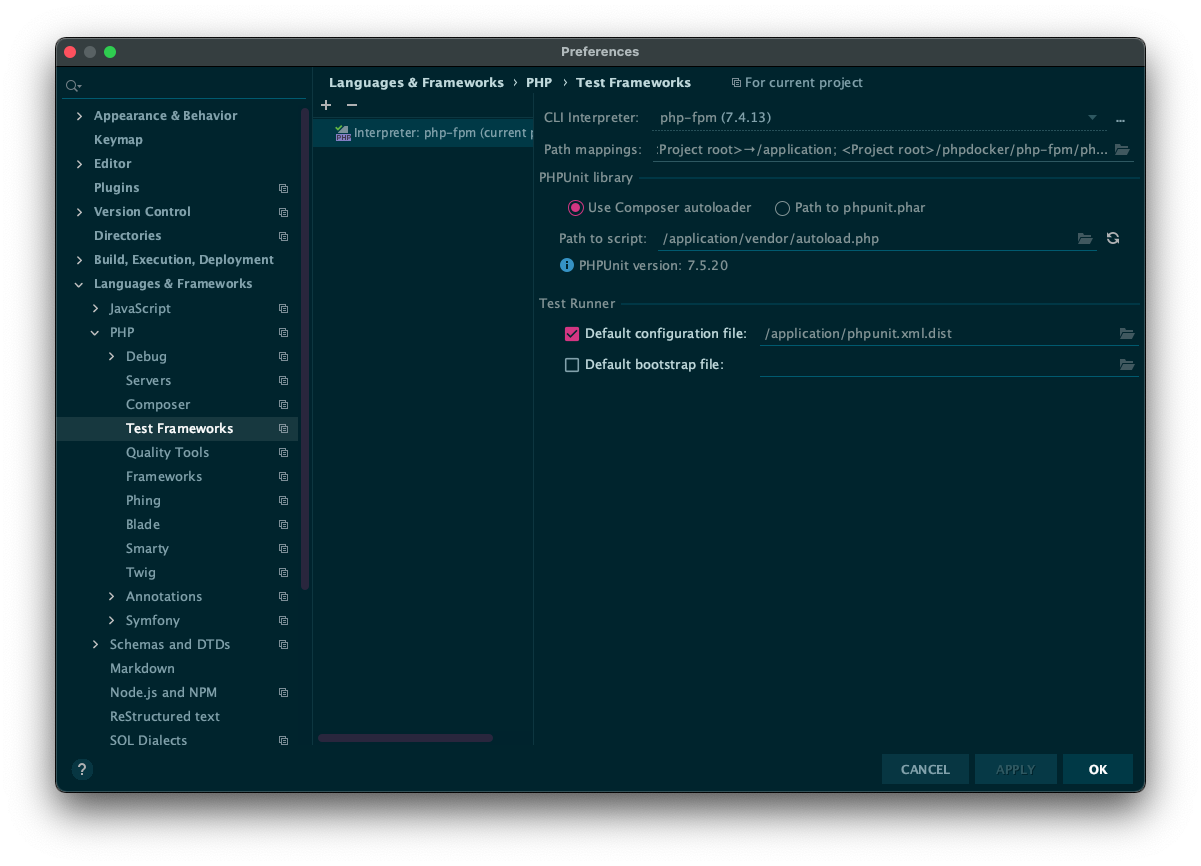 Preferences
Appearance & Behavior
Keymap
Editor
Plugins
Version Control
Directories
Build, Execution, Deployment
Languages & Frameworks
JavaScript
PHP
Debug
Servers
Composer
Test Frameworks
Quality Tools
Frameworks
Phing
Blade
Smarty
Twig
Annotations
Symfony
Schemas and DTDs
Markdown
Node.js and NPM
ReStructured text
SQL Dialects
Languages & Frameworks › PHP › Test Frameworks For current project
+ −
PHP Interpreter: php-fpm (current p
CLI Interpreter: php-fpm (7.4.13) ...
Path mappings: :Project root>→/application; <Project root>/phpdocker/php-fpm/ph...
PHPUnit library
Use Composer autoloader Path to phpunit.phar
Path to script: /application/vendor/autoload.php
PHPUnit version: 7.5.20
Test Runner
Default configuration file: /application/phpunit.xml.dist
Default bootstrap file:
? CANCEL APPLY OK